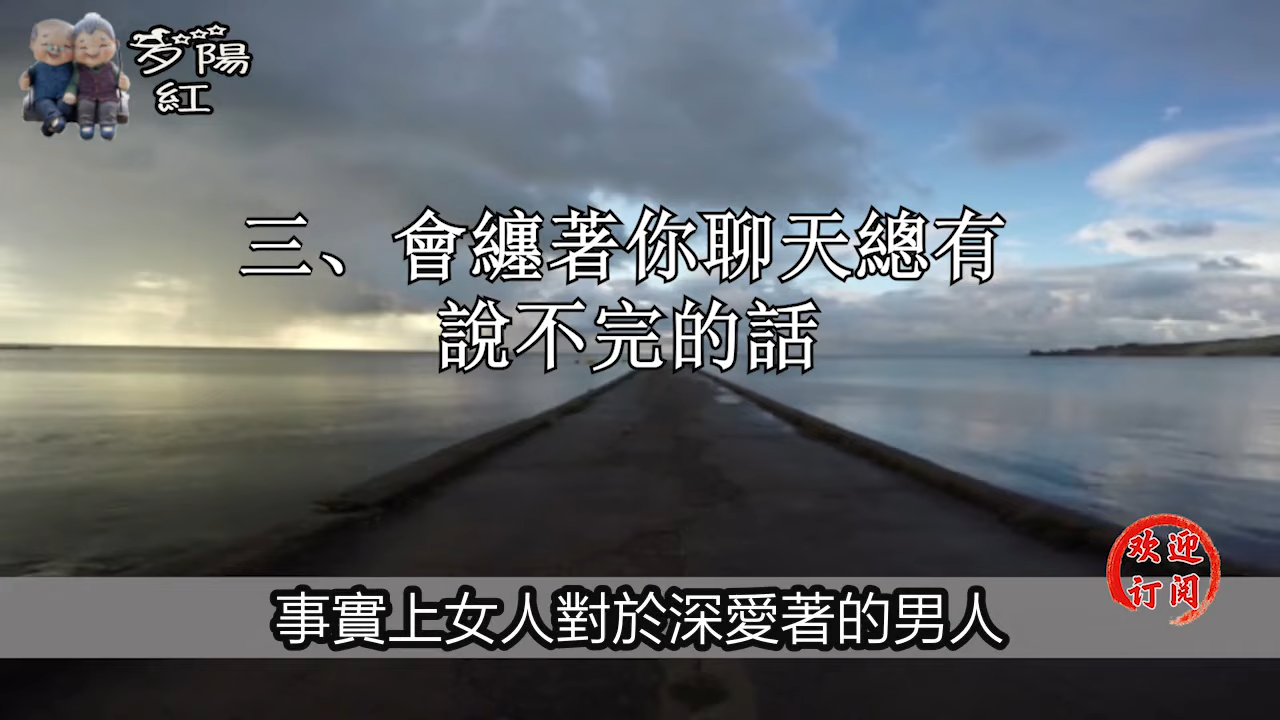 夕陽
紅
三、會纏著你聊天總有
說不完的話
欢迎
订阅
事實上女人對於深愛著的男人